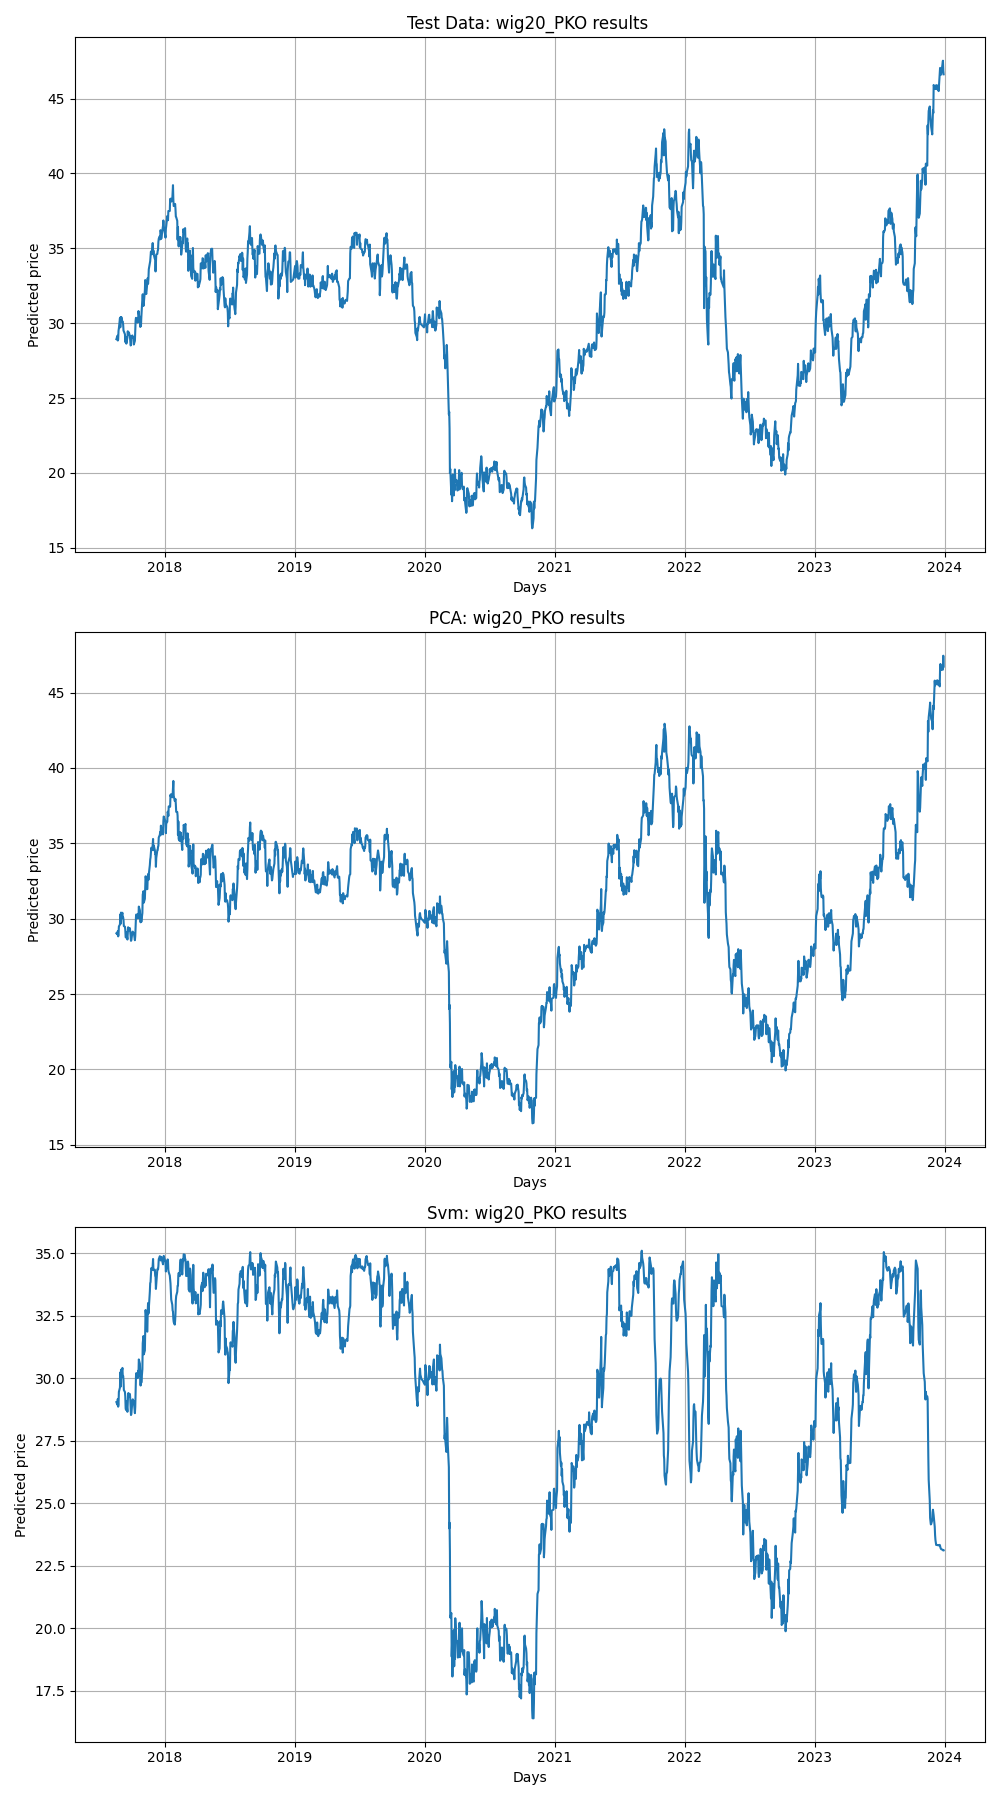 Test Data: wig20_PKO results
Predicted price
45
40
35
30
25
20
15
2018 2019 2020 2021 2022 2023 2024
Days
PCA: wig20_PKO results
Predicted price
45
40
35
30
25
20
15
2018 2019 2020 2021 2022 2023 2024
Days
Svm: wig20_PKO results
Predicted price
35.0
32.5
30.0
27.5
25.0
22.5
20.0
17.5
2018 2019 2020 2021 2022 2023 2024
Days